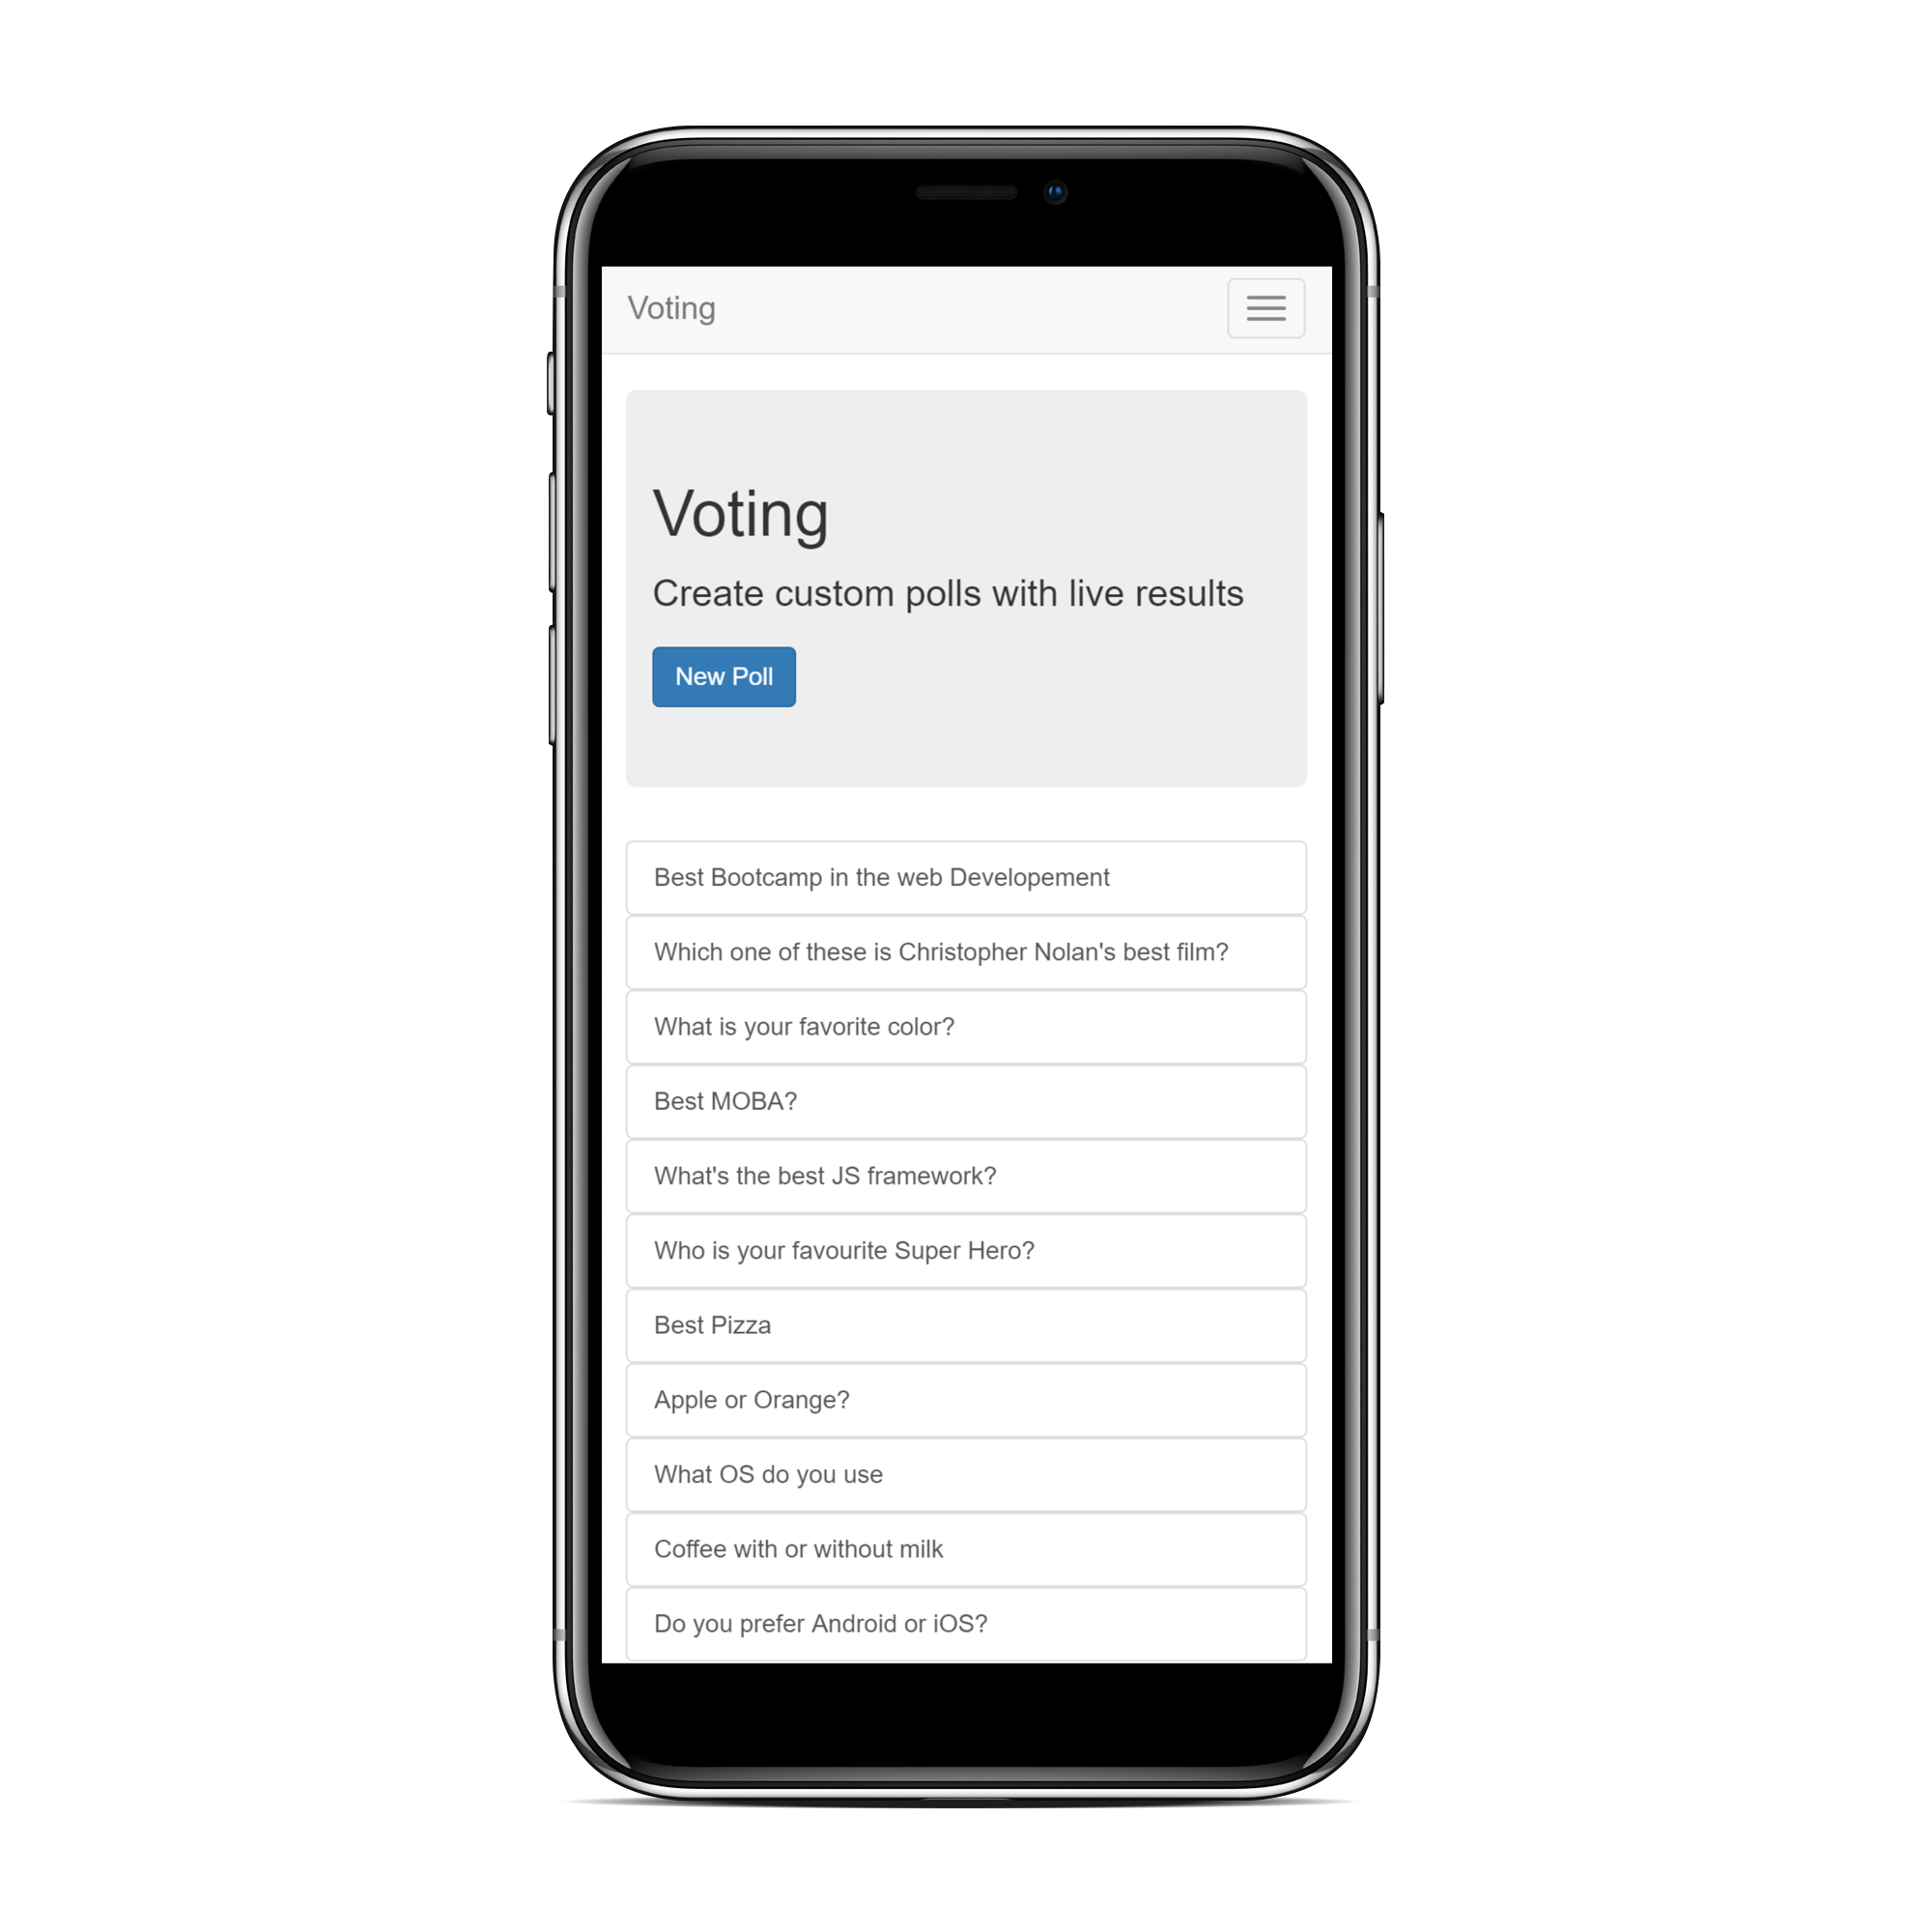 Voting
Voting
Create custom polls with live results
New Poll
Best Bootcamp in the web Developement
Which one of these is Christopher Nolan's best film?
What is your favorite color?
Best MOBA?
What's the best JS framework?
Who is your favourite Super Hero?
Best Pizza
Apple or Orange?
What OS do you use
Coffee with or without milk
Do you prefer Android or iOS?